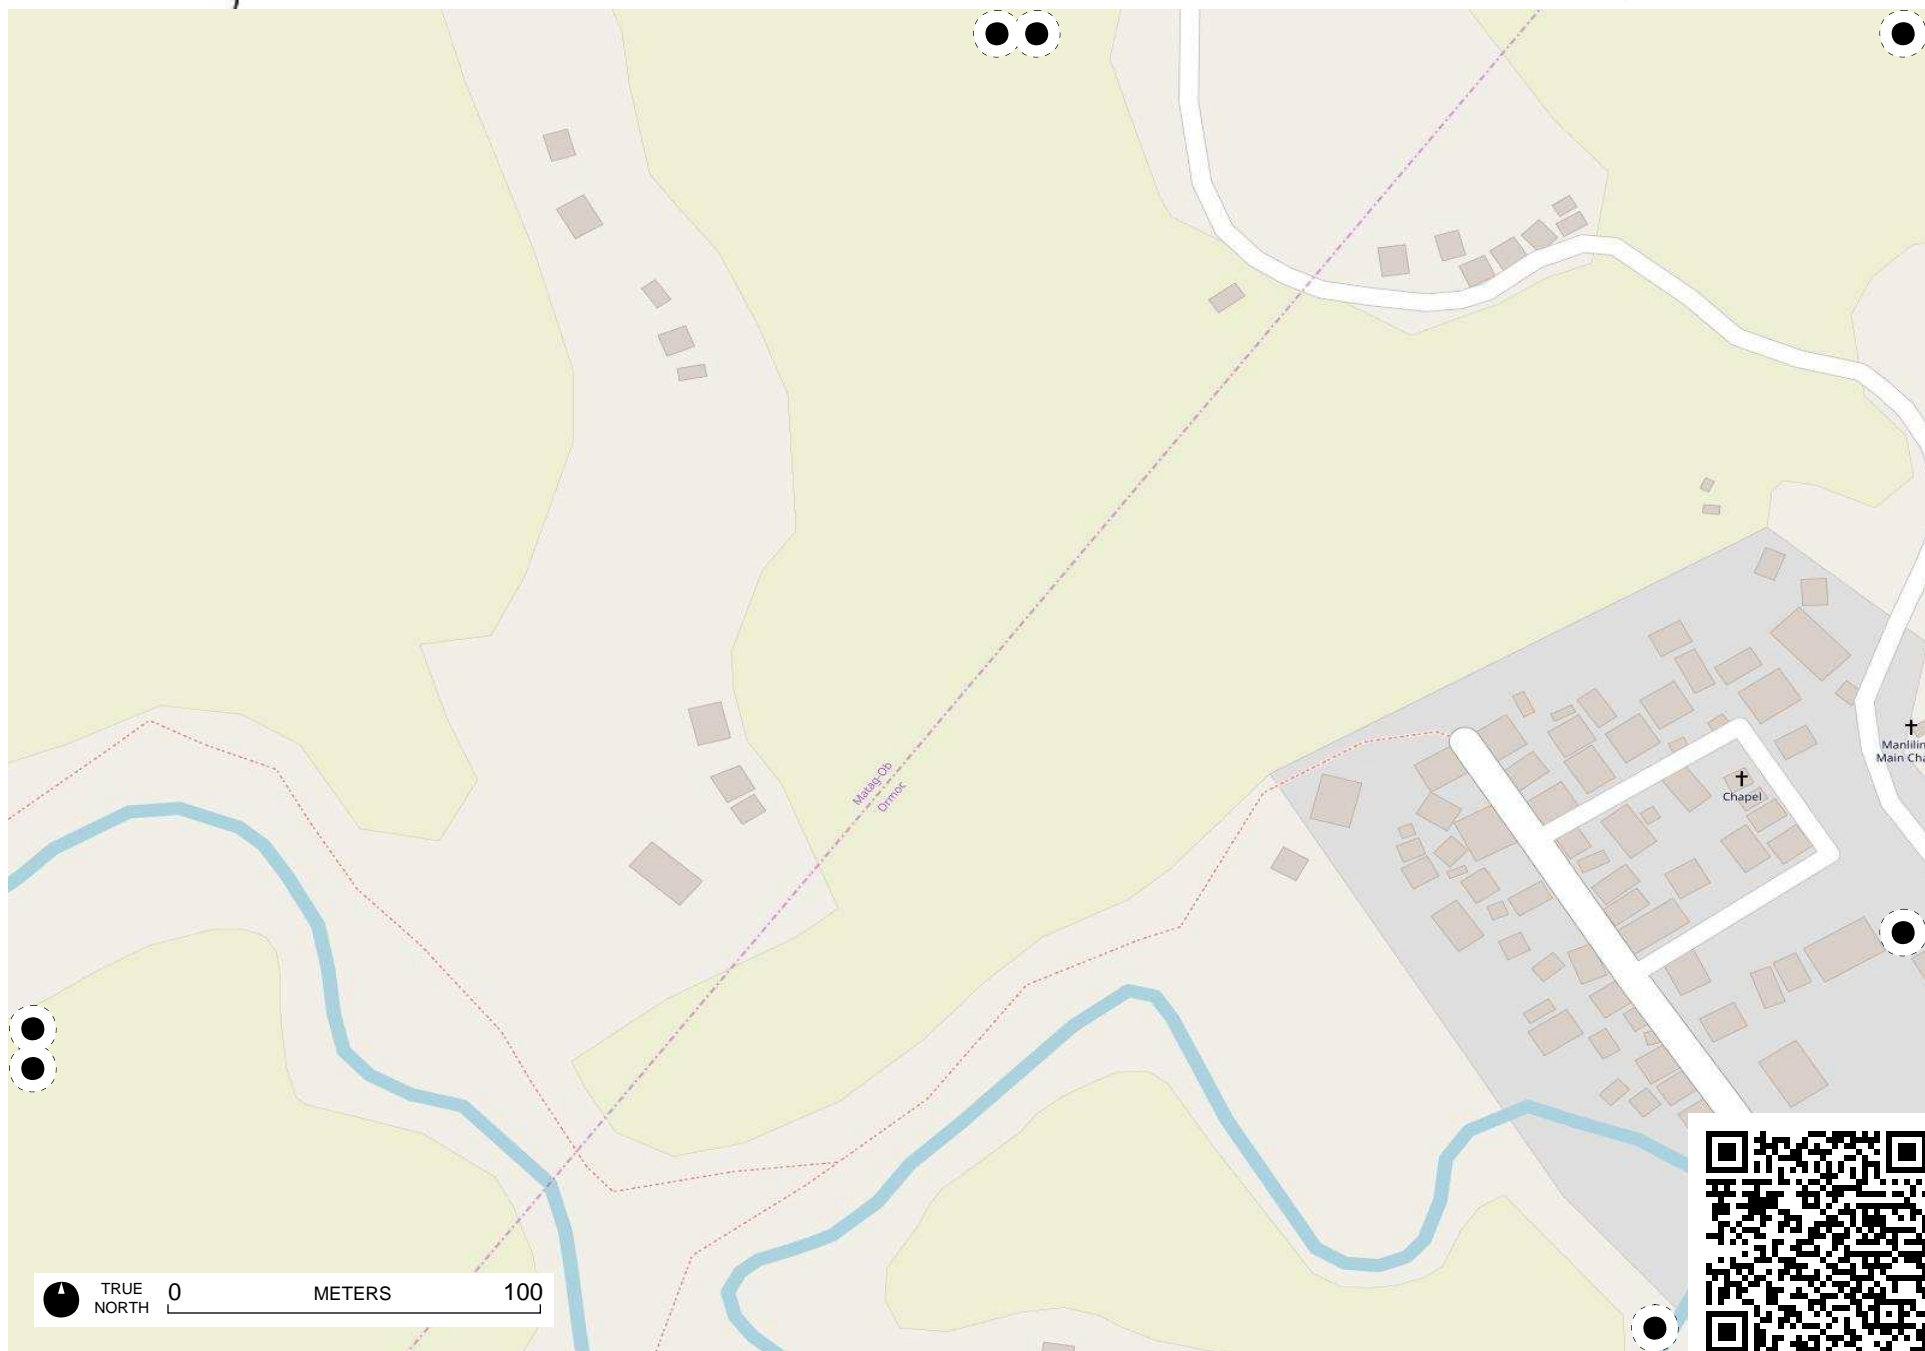 Matag-Ob
Ormoc
Manlilin
Main Cha
Chapel
TRUE
NORTH
0
METERS
100